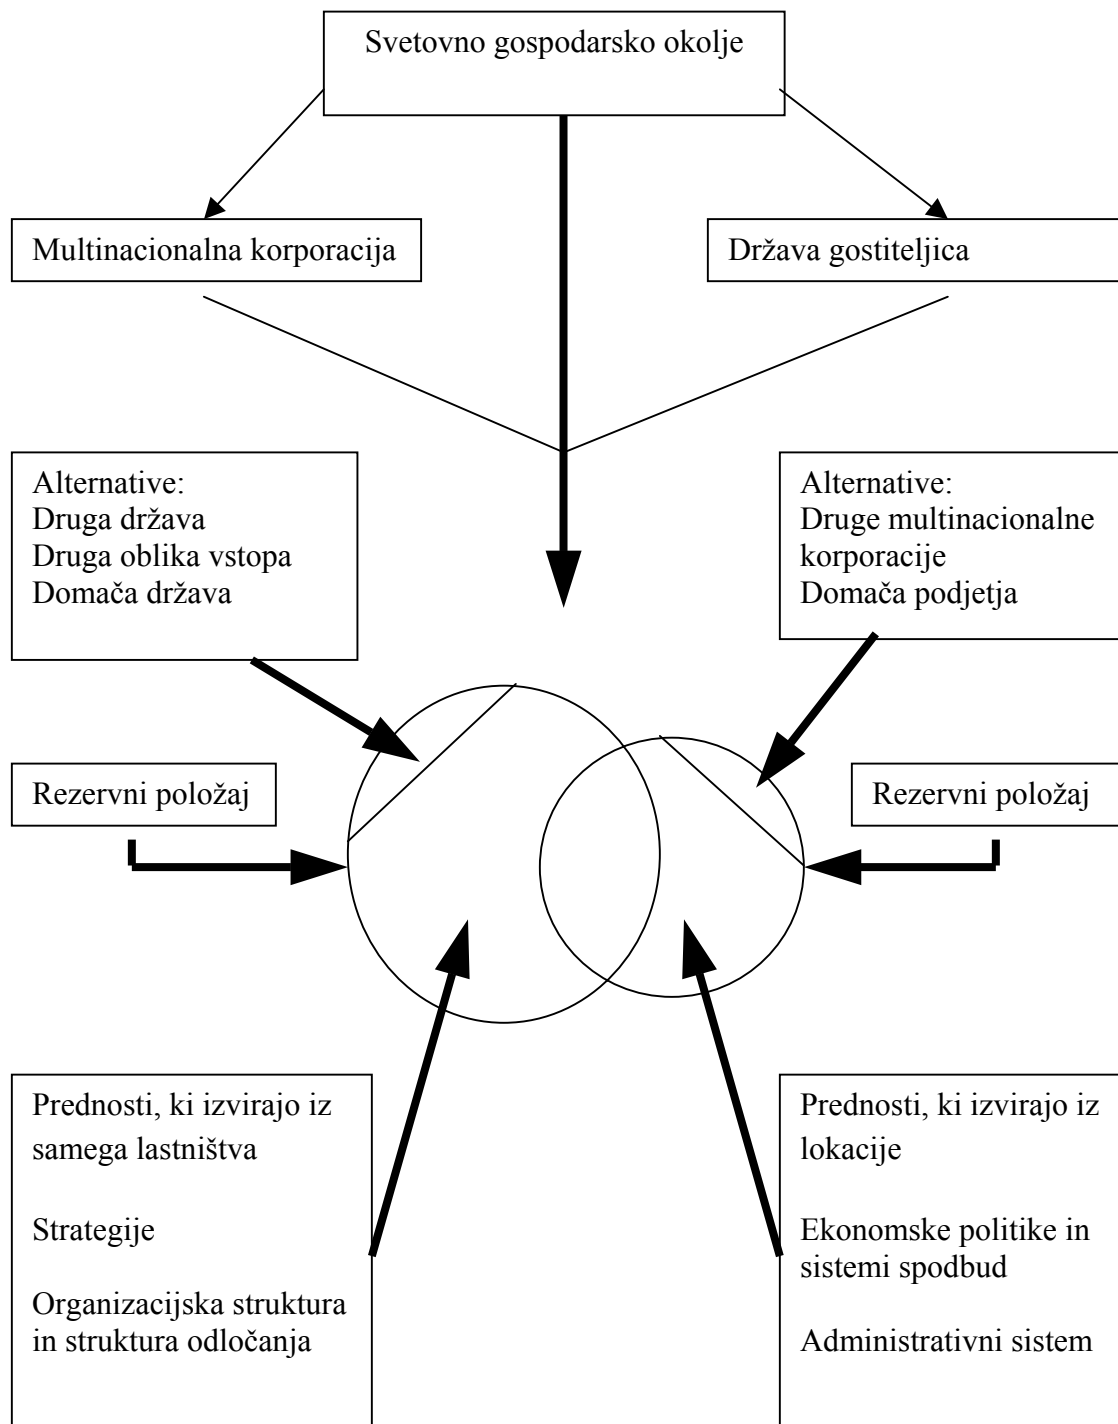 Svetovno gospodarsko okolje
Multinacionalna korporacija
Država gostiteljica
Alternative:
Druga država
Druga oblika vstopa
Domača država
Alternative:
Druge multinacionalne
korporacije
Domača podjetja
Rezervni položaj
Rezervni položaj
Prednosti, ki izvirajo iz
samega lastništva
Strategije
Organizacijska struktura
in struktura odločanja
Prednosti, ki izvirajo iz
lokacije
Ekonomske politike in
sistemi spodbud
Administrativni sistem